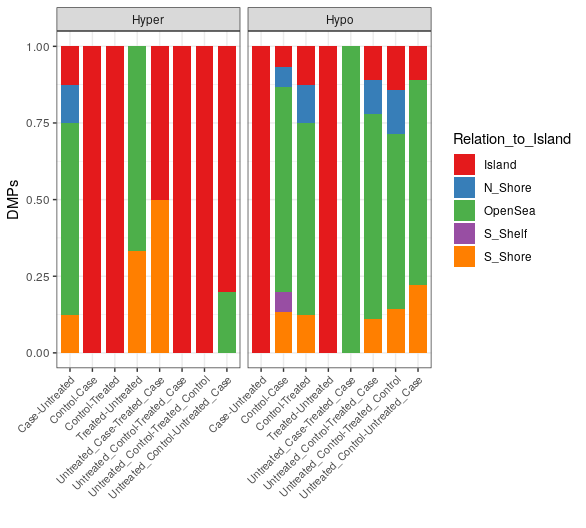 Hyper
Hypo
DMPs
1.00
0.75
0.50
0.25
0.00
Case-Untreated
Control-Case
Control-Treated
Treated-Untreated
Untreated_Case-Treated_Case
Untreated_Control-Treated_Case
Untreated_Control-Treated_Control
Untreated_Control-Untreated_Case
Case-Untreated
Control-Case
Control-Treated
Treated-Untreated
Untreated_Case-Treated_Case
Untreated_Control-Treated_Case
Untreated_Control-Treated_Control
Untreated_Control-Untreated_Case
Relation_to_Island
Island
N_Shore
OpenSea
S_Shelf
S_Shore